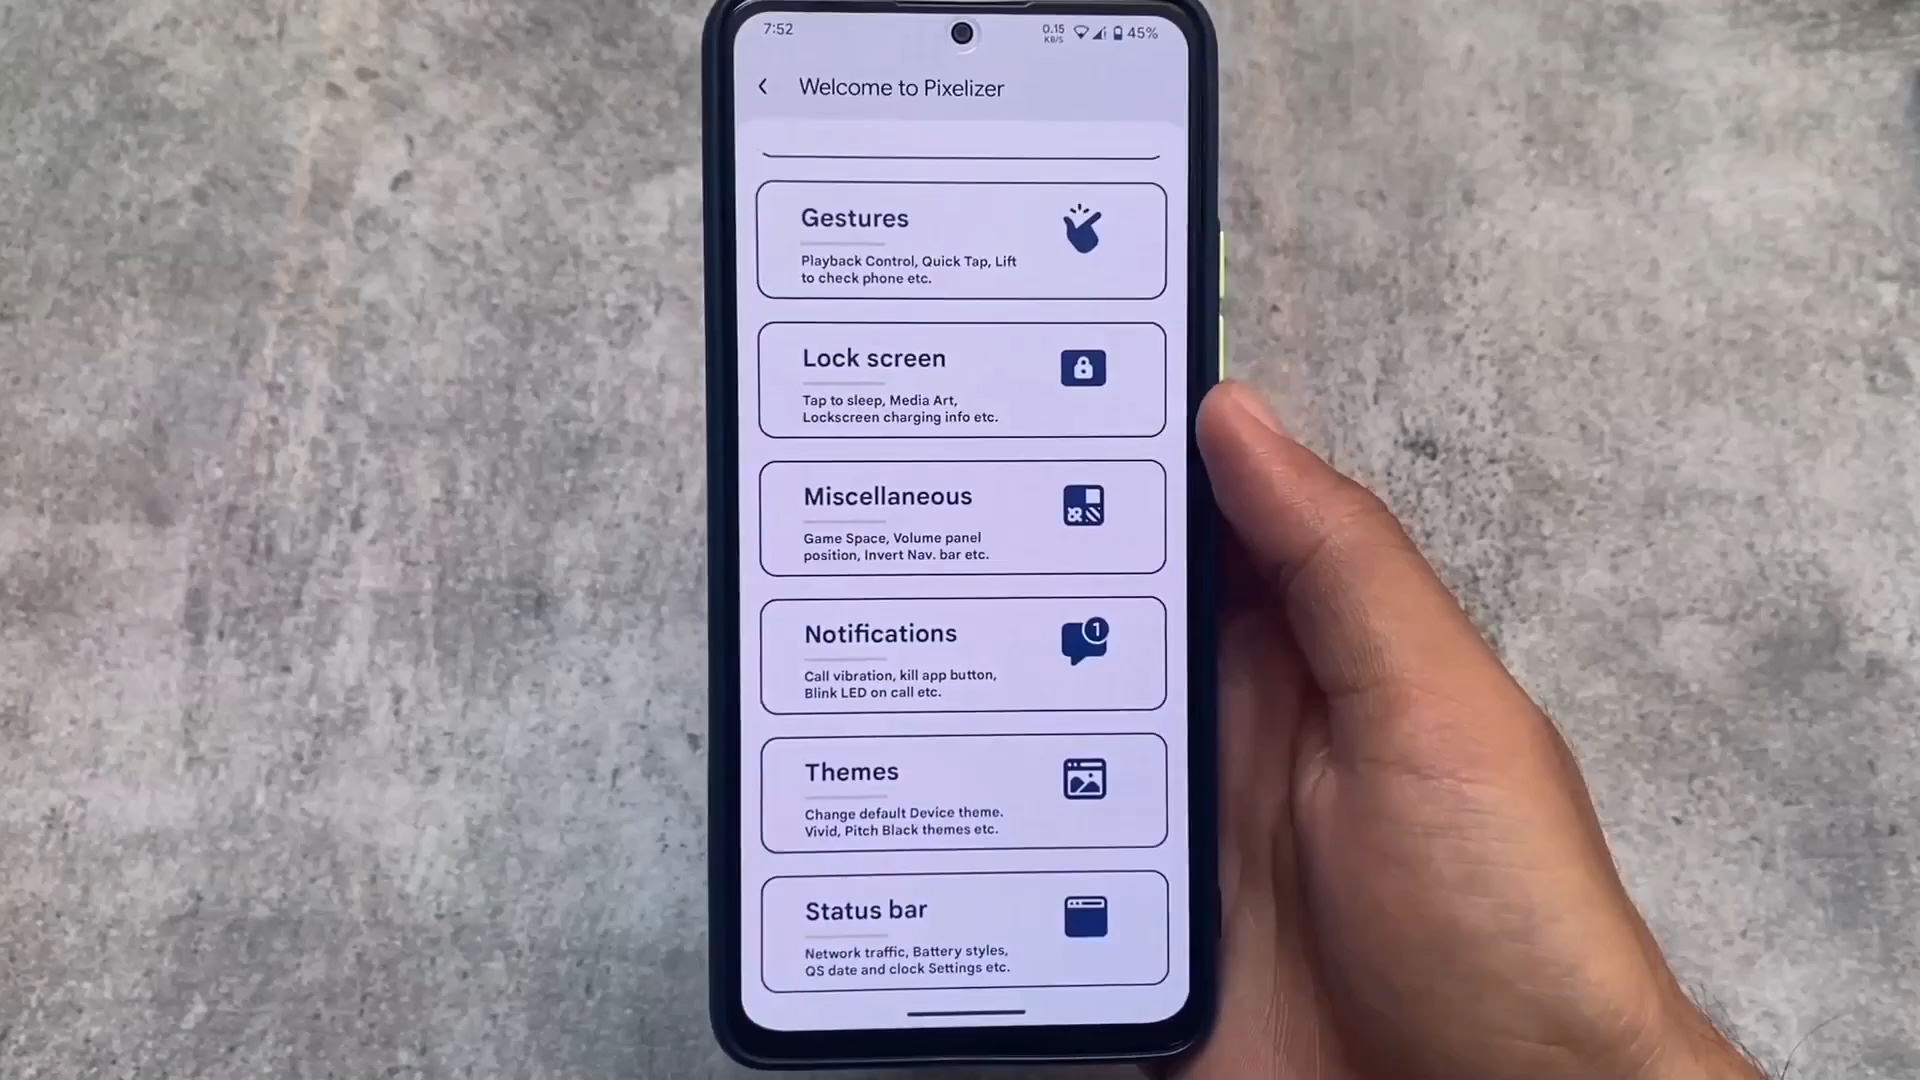 7:52
0.15
KB/S
45%
Welcome to Pixelizer
Gestures
Playback Control, Quick Tap, Lift
to check phone etc.
Lock screen
Tap to sleep, Media Art,
Lockscreen charging info etc.
Miscellaneous
Game Space, Volume panel
position, Invert Nav. bar etc.
Notifications
1
Call vibration, kill app button,
Blink LED on call etc.
Themes
Change default Device theme.
Vivid, Pitch Black themes etc.
Status bar
Network traffic, Battery styles,
QS date and clock Settings etc.